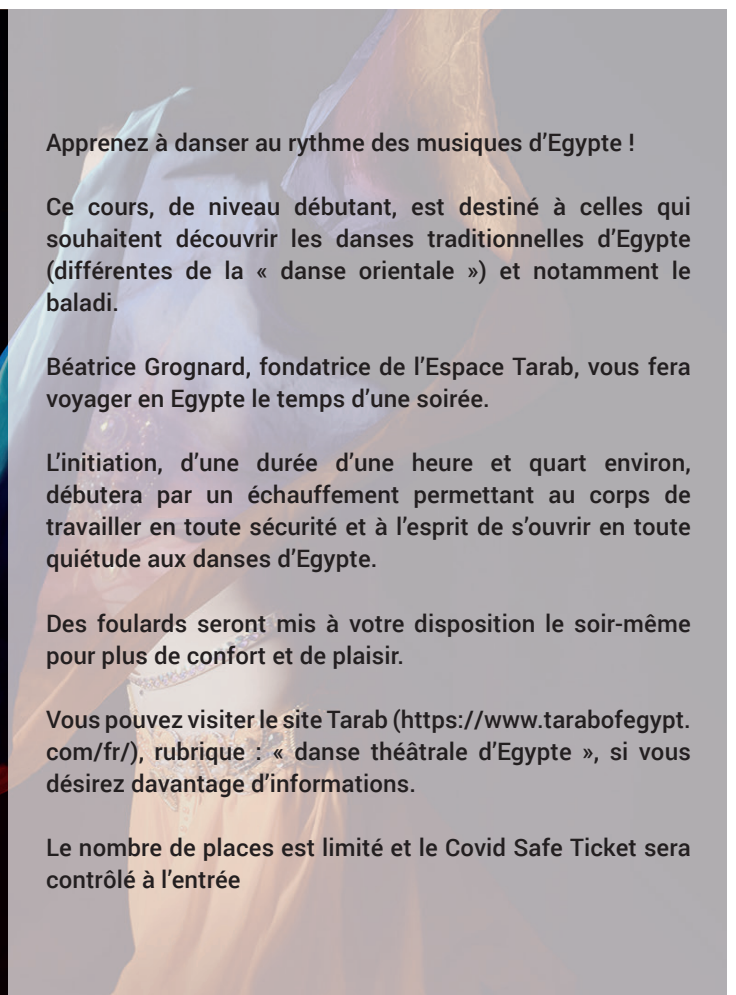 Apprenez à danser au rythme des musiques d’Egypte !
Ce cours, de niveau débutant, est destiné à celles qui
souhaitent découvrir les danses traditionnelles d’Egypte
(différentes de la « danse orientale ») et notamment le
baladi.
Béatrice Grognard, fondatrice de l’Espace Tarab, vous fera
voyager en Egypte le temps d’une soirée.
L’initiation, d’une durée d’une heure et quart environ,
débutera par un échauffement permettant au corps de
travailler en toute sécurité et à l’esprit de s’ouvrir en toute
quiétude aux danses d’Egypte.
Des foulards seront mis à votre disposition le soir-même
pour plus de confort et de plaisir.
Vous pouvez visiter le site Tarab (https://www.tarabofegypt.
com/fr/), rubrique : « danse théâtrale d’Egypte », si vous
désirez davantage d’informations.
Le nombre de places est limité et le Covid Safe Ticket sera
contrôlé à l’entrée